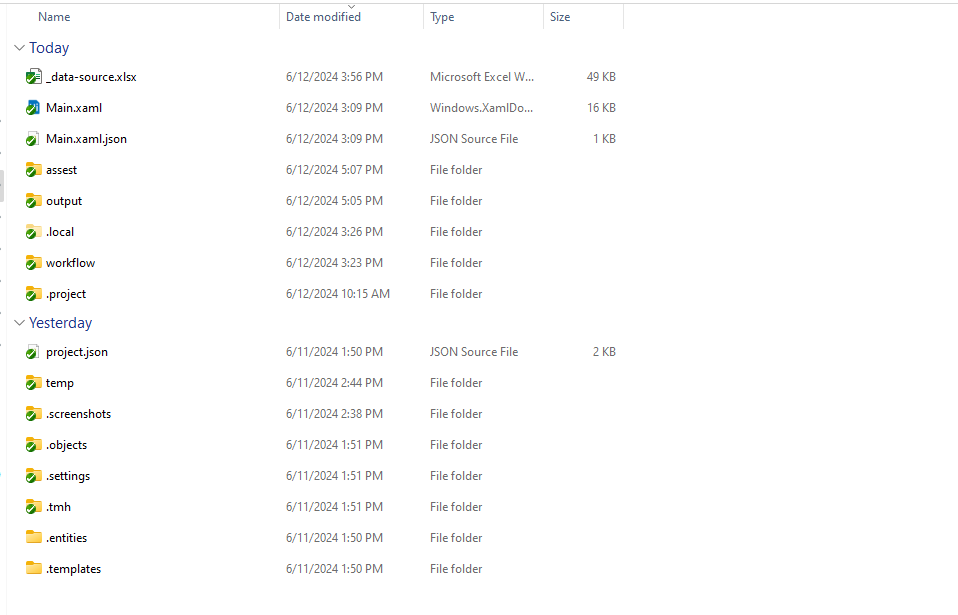 Name Date modified Type Size
Today
_data-source.xlsx 6/12/2024 3:56 PM Microsoft Excel W... 49 KB
Main.xaml 6/12/2024 3:09 PM Windows.XamlDo... 16 KB
Main.xaml.json 6/12/2024 3:09 PM JSON Source File 1 KB
assest 6/12/2024 5:07 PM File folder
output 6/12/2024 5:05 PM File folder
.local 6/12/2024 3:26 PM File folder
workflow 6/12/2024 3:23 PM File folder
.project 6/12/2024 10:15 AM File folder
Yesterday
project.json 6/11/2024 1:50 PM JSON Source File 2 KB
temp 6/11/2024 2:44 PM File folder
.screenshots 6/11/2024 2:38 PM File folder
.objects 6/11/2024 1:51 PM File folder
.settings 6/11/2024 1:51 PM File folder
.tmh 6/11/2024 1:51 PM File folder
.entities 6/11/2024 1:50 PM File folder
.templates 6/11/2024 1:50 PM File folder